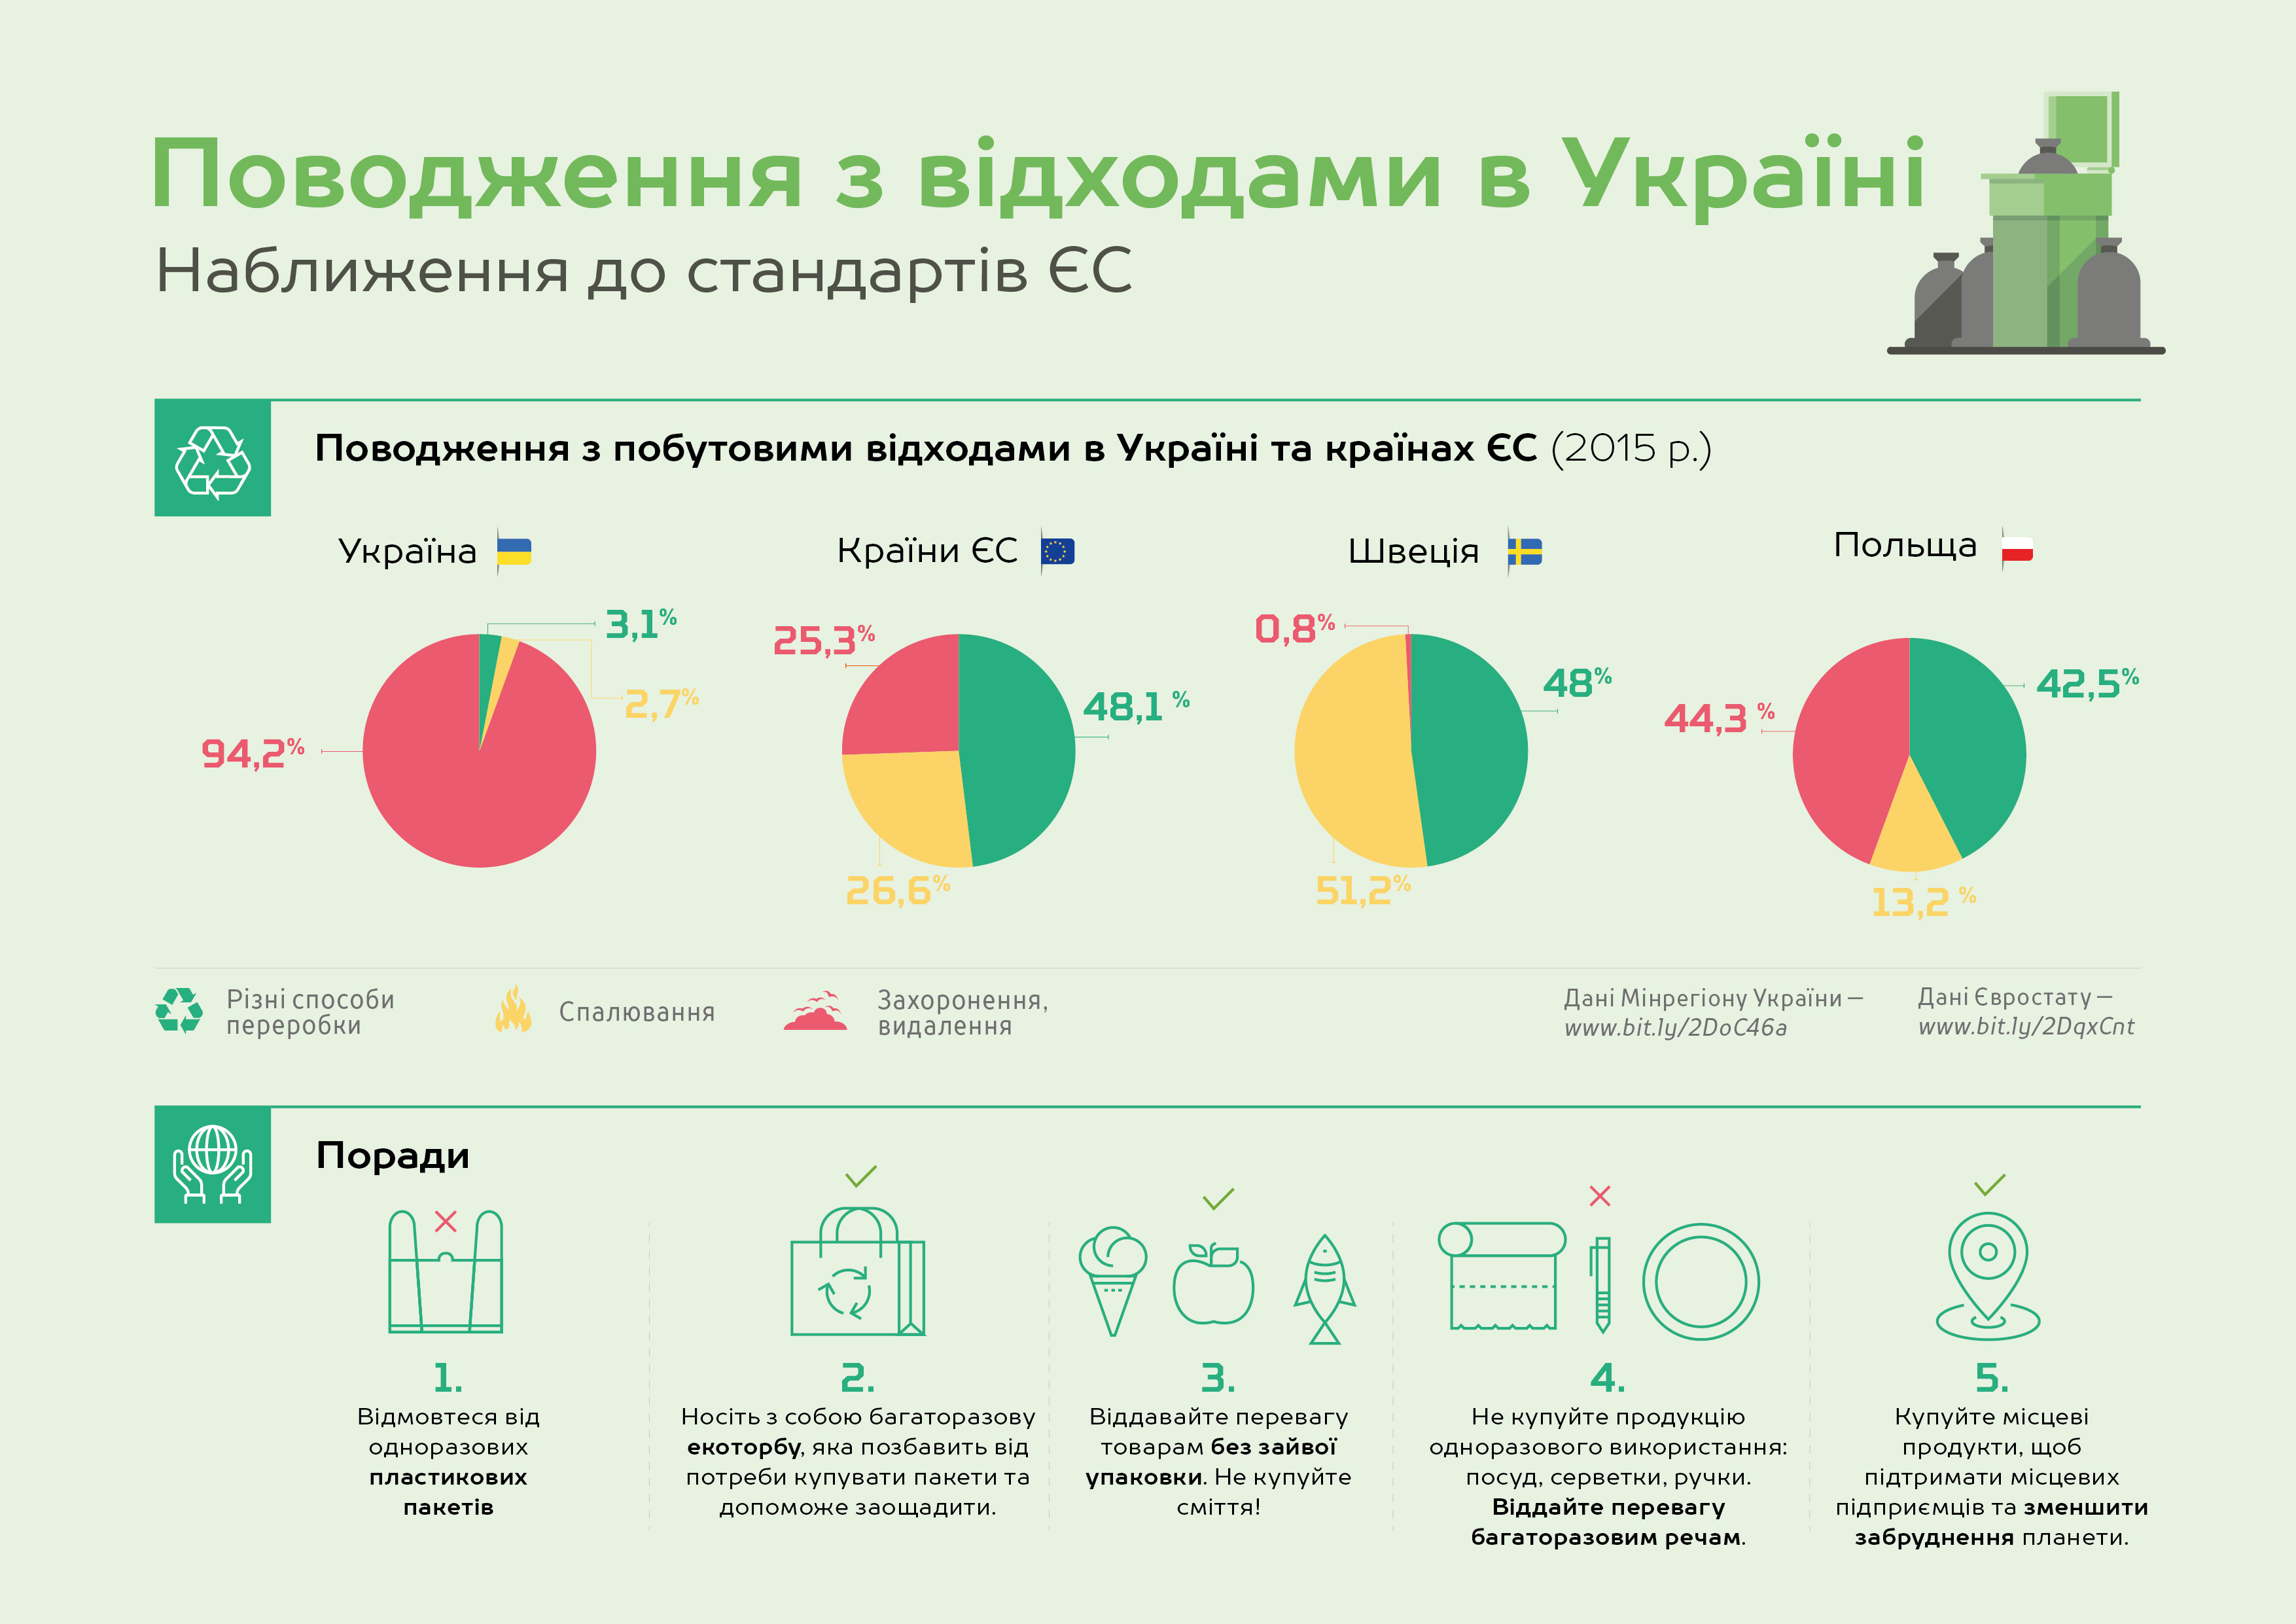 Поводження з відходами в Україні
Наближення до стандартів ЄС
Поводження з побутовими відходами в Україні та країнах ЄС (2015 р.)
Україна
3,1%
2,7%
94,2%
Країни ЄС
25,3%
48,1 %
26,6%
Швеція
0,8%
48%
51,2%
Польща
42,5%
44,3 %
13,2 %
Різні способи
переробки
Спалювання
Захоронення,
видалення
Дані Мінрегіону України –
www.bit.ly/2DoC46a
Дані Євростату –
www.bit.ly/2DqxCnt
Поради
1.
Відмовтеся від
одноразових
пластикових
пакетів
2.
Носіть з собою багаторазову
екоторбу, яка позбавить від
потреби купувати пакети та
допоможе заощадити.
3.
Віддавайте перевагу
товарам без зайвої
упаковки. Не купуйте
сміття!
4.
Не купуйте продукцію
одноразового використання:
посуд, серветки, ручки.
Віддайте перевагу
багаторазовим речам.
5.
Купуйте місцеві
продукти, щоб
підтримати місцевих
підприємців та зменшити
забруднення планети.